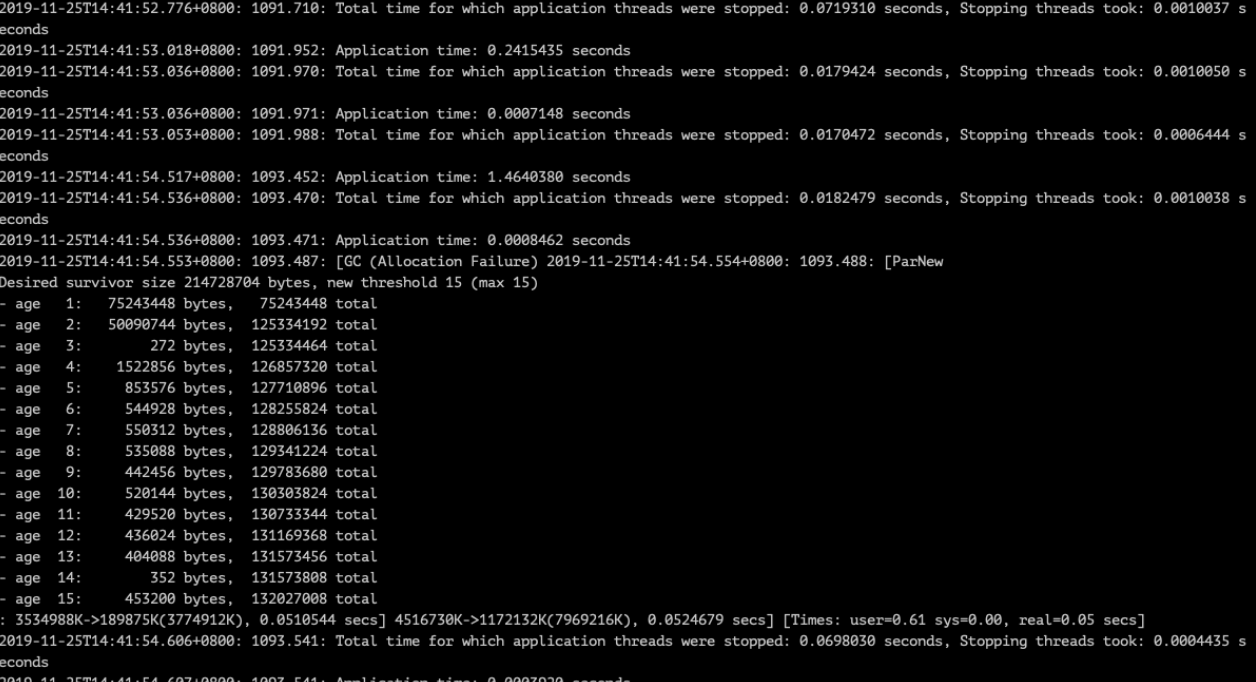 2019-11-25T14:41:52.776+0800: 1091.710: Total time for which application threads were stopped: 0.0719310 seconds, Stopping threads took: 0.0010037 s
econds
2019-11-25T14:41:53.018+0800: 1091.952: Application time: 0.2415435 seconds
2019-11-25T14:41:53.036+0800: 1091.970: Total time for which application threads were stopped: 0.0179424 seconds, Stopping threads took: 0.0010050 s
econds
2019-11-25T14:41:53.036+0800: 1091.971: Application time: 0.0007148 seconds
2019-11-25T14:41:53.053+0800: 1091.988: Total time for which application threads were stopped: 0.0170472 seconds, Stopping threads took: 0.0006444 s
econds
2019-11-25T14:41:54.517+0800: 1093.452: Application time: 1.4640380 seconds
2019-11-25T14:41:54.536+0800: 1093.470: Total time for which application threads were stopped: 0.0182479 seconds, Stopping threads took: 0.0010038 s
econds
2019-11-25T14:41:54.536+0800: 1093.471: Application time: 0.0008462 seconds
2019-11-25T14:41:54.553+0800: 1093.487: [GC (Allocation Failure) 2019-11-25T14:41:54.554+0800: 1093.488: [ParNew
Desired survivor size 214728704 bytes, new threshold 15 (max 15)
- age   1:   75243448 bytes,   75243448 total
- age   2:   50090744 bytes,  125334192 total
- age   3:        272 bytes,  125334464 total
- age   4:    1522856 bytes,  126857320 total
- age   5:     853576 bytes,  127710896 total
- age   6:     544928 bytes,  128255824 total
- age   7:     550312 bytes,  128806136 total
- age   8:     535088 bytes,  129341224 total
- age   9:     442456 bytes,  129783680 total
- age  10:     520144 bytes,  130303824 total
- age  11:     429520 bytes,  130733344 total
- age  12:     436024 bytes,  131169368 total
- age  13:     404088 bytes,  131573456 total
- age  14:        352 bytes,  131573808 total
- age  15:     453200 bytes,  132027008 total
: 3534988K->189875K(3774912K), 0.0510544 secs] 4516730K->1172132K(7969216K), 0.0524679 secs] [Times: user=0.61 sys=0.00, real=0.05 secs]
2019-11-25T14:41:54.606+0800: 1093.541: Total time for which application threads were stopped: 0.0698030 seconds, Stopping threads took: 0.0004435 s
econds
2019-11-25T14:41:54.607+0800: 1093.541: Application time: 0.0003920 seconds